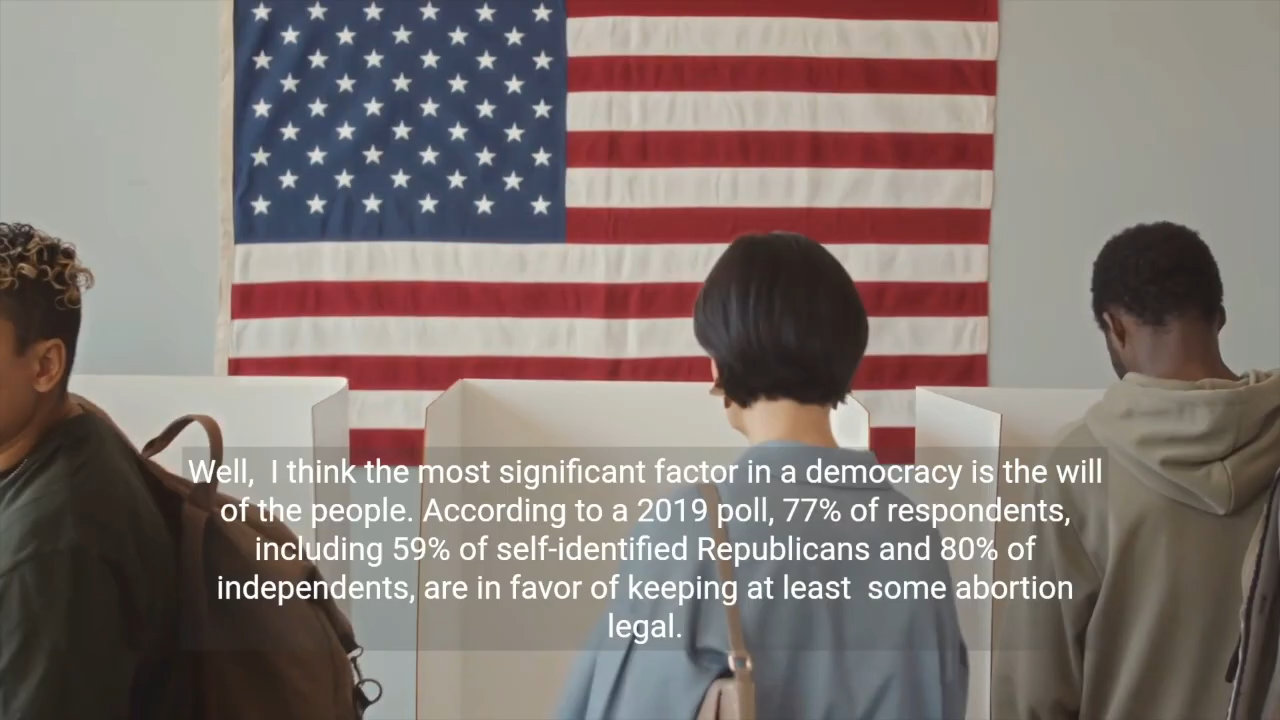 Well,  I think the most significant factor in a democracy is the will
of the people. According to a 2019 poll, 77% of respondents,
including 59% of self-identified Republicans and 80% of
independents, are in favor of keeping at least  some abortion
legal.